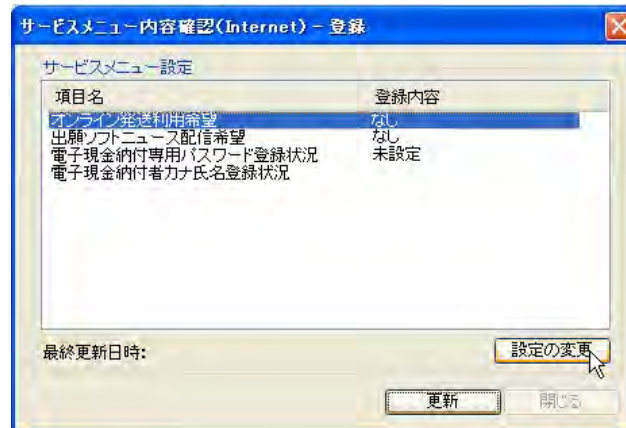 サービスメニュー内容確認(Internet) - 登録
サービスメニュー設定
項目名 登録内容
オンライン発送利用希望 なし
出願ソフトニュース配信希望 なし
電子現金納付専用パスワード登録状況 未設定
電子現金納付者カナ氏名登録状況
最終更新日時:
設定の変更
更新 閉じる